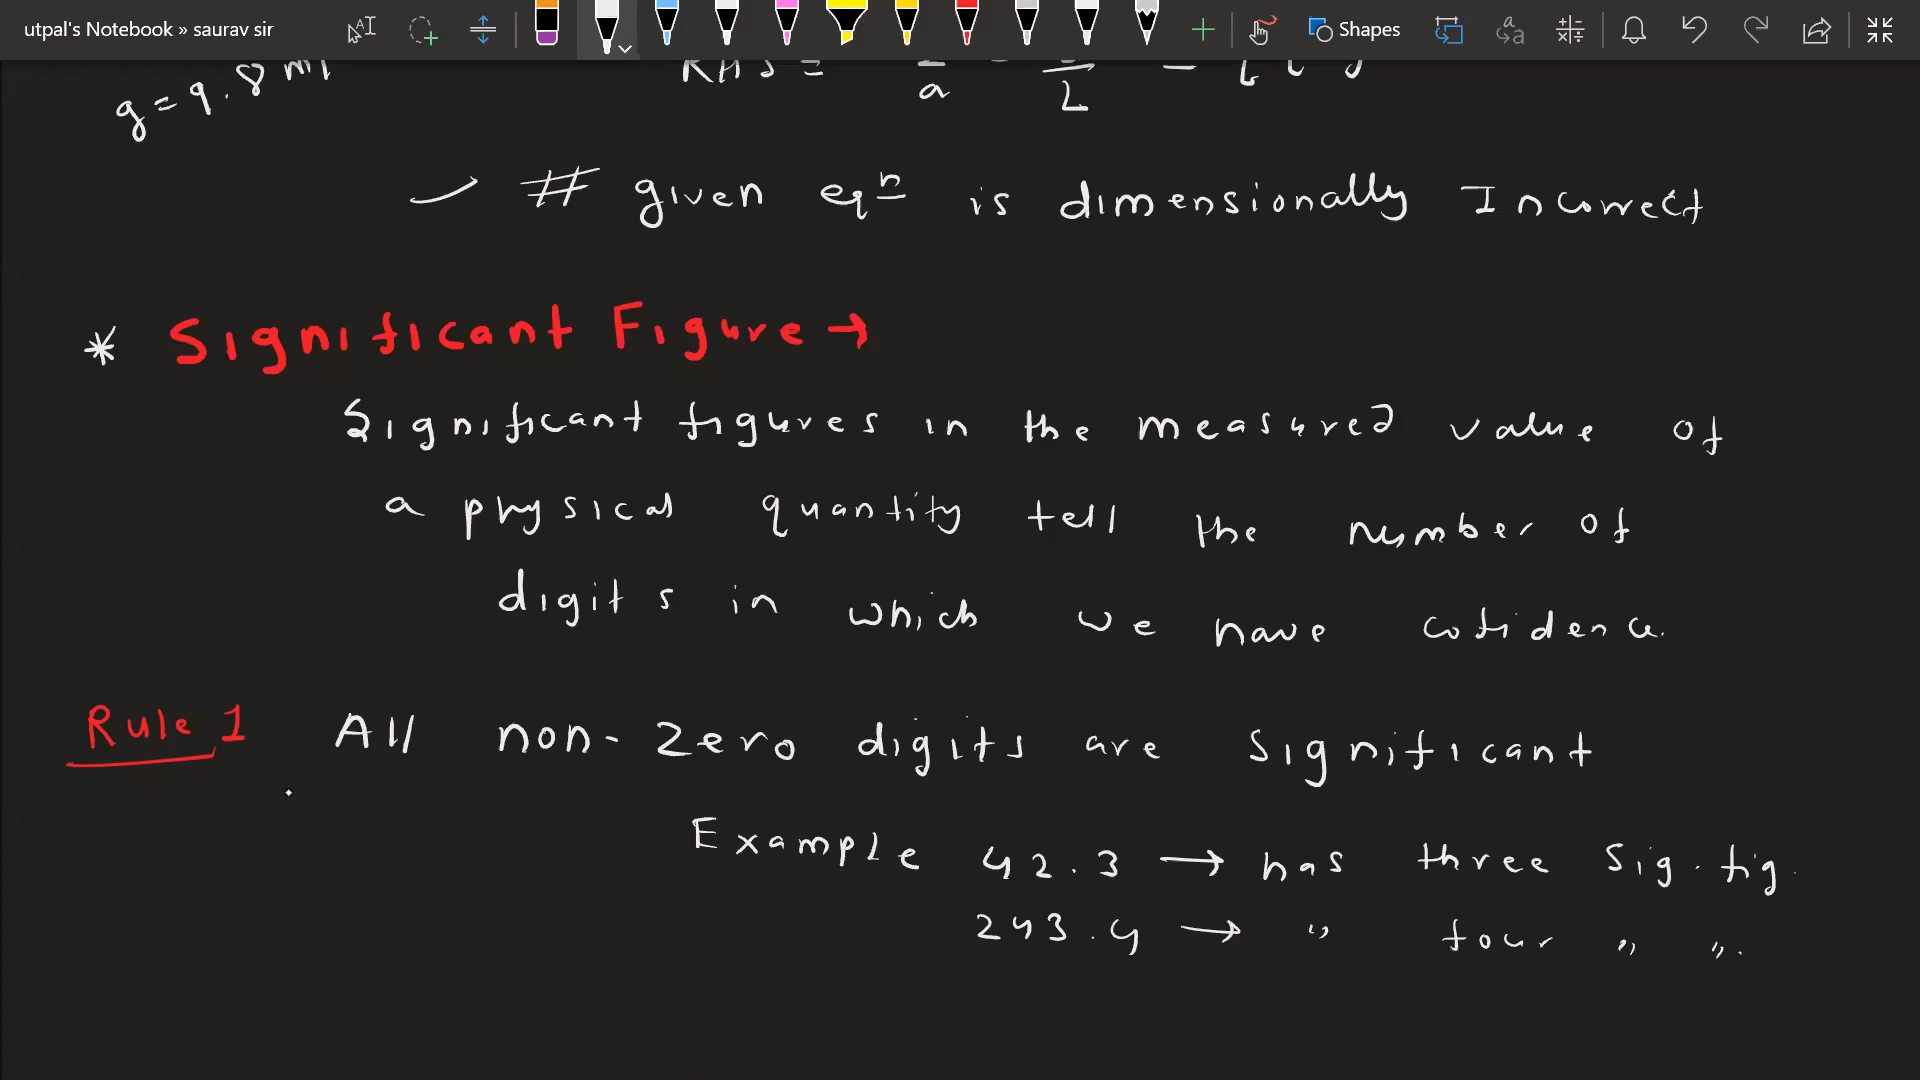 utpal's Notebook » saurav sir
Shapes
g = 9.8 m/
RHS =
a
L
# given eqn is dimensionally Incorrect
* Significant Figure →
Significant figures in the measured value of
a physical quantity tell the number of
digits in which we have cofidence.
Rule 1 All non-zero digits are significant
Example 42.3 → has three sig. fig.
243.4 → " four " ".